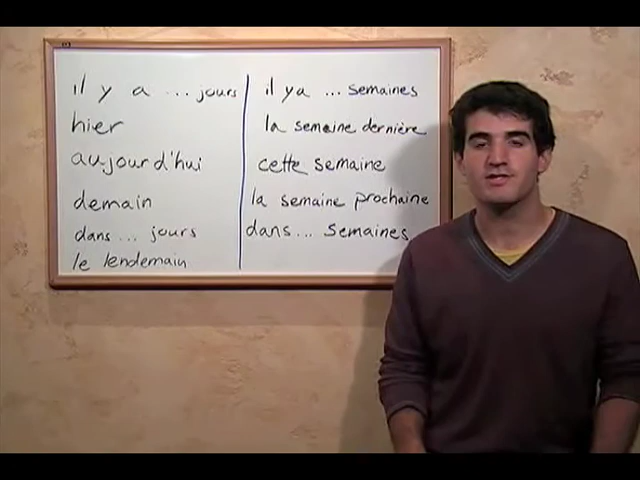 il y a ... jours
hier
aujourd'hui
demain
dans ... jours
le lendemain
il y a ... semaines
la semaine dernière
cette semaine
la semaine prochaine
dans ... semaines